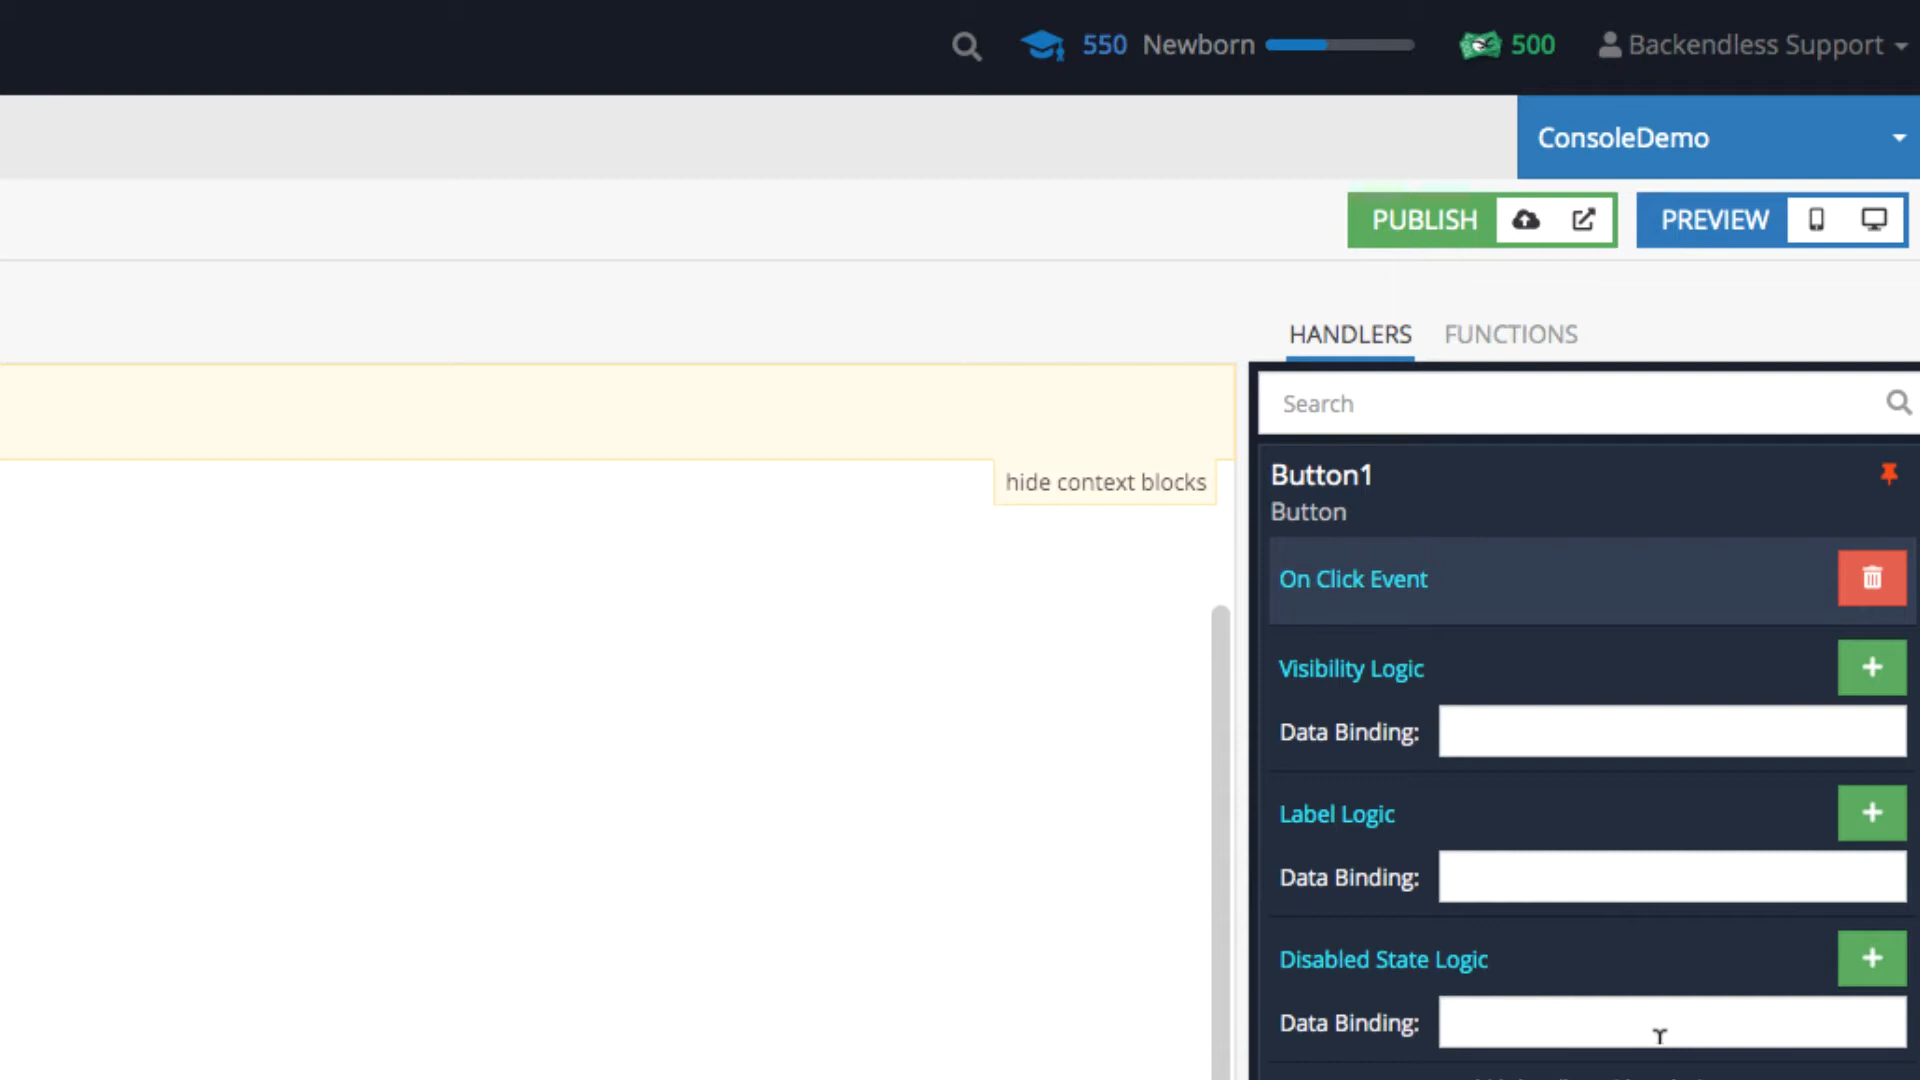 550 Newborn 500 Backendless Support
ConsoleDemo
PUBLISH PREVIEW
HANDLERS FUNCTIONS
Search
hide context blocks
Button1
Button
On Click Event
Visibility Logic
Data Binding:
Label Logic
Data Binding:
Disabled State Logic
Data Binding: